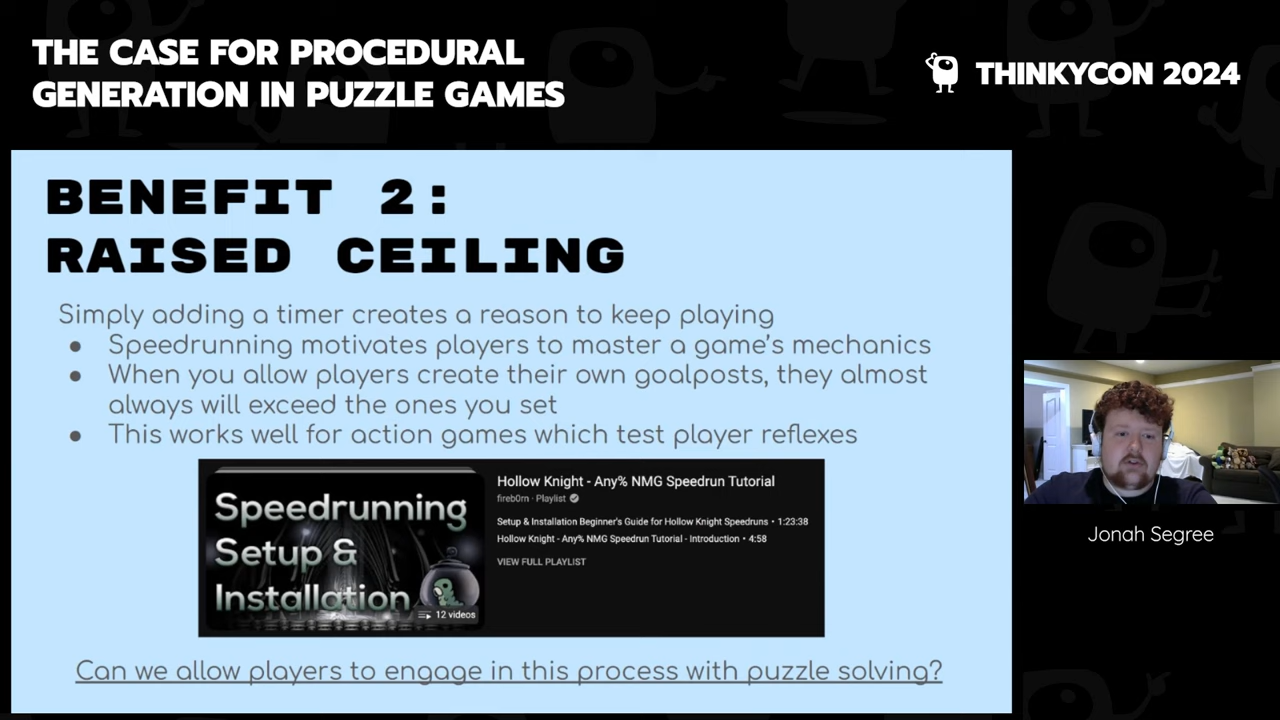 THE CASE FOR PROCEDURAL
GENERATION IN PUZZLE GAMES
THINKYCON 2024
BENEFIT 2:
RAISED CEILING
Simply adding a timer creates a reason to keep playing
● Speedrunning motivates players to master a game's mechanics
● When you allow players create their own goalposts, they almost
always will exceed the ones you set
● This works well for action games which test player reflexes
Speedrunning
Setup &
Installation
12 videos
Hollow Knight - Any% NMG Speedrun Tutorial
fireb0rn · Playlist
Setup & Installation Beginner's Guide for Hollow Knight Speedruns • 1:23:38
Hollow Knight - Any% NMG Speedrun Tutorial - Introduction • 4:58
VIEW FULL PLAYLIST
Can we allow players to engage in this process with puzzle solving?
Jonah Segree